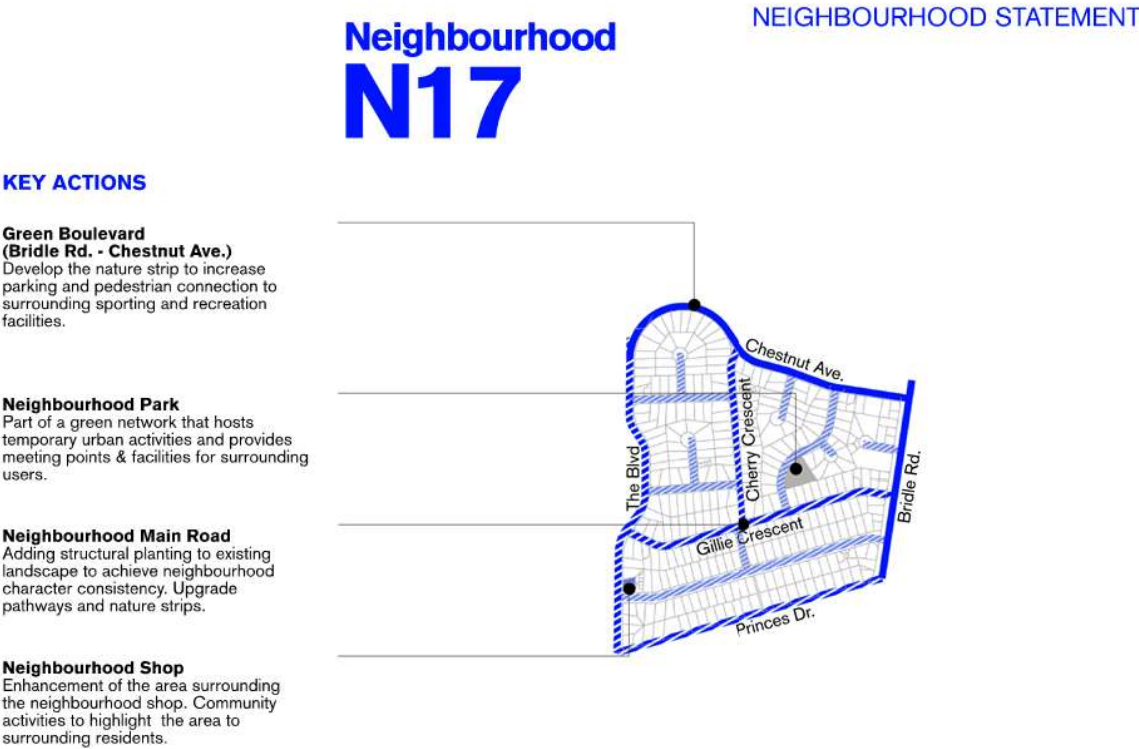 NEIGHBOURHOOD STATEMENT
Neighbourhood
N17
KEY ACTIONS
Green Boulevard
(Bridle Rd. - Chestnut Ave.)
Develop the nature strip to increase
parking and pedestrian connection to
surrounding sporting and recreation
facilities.
Neighbourhood Park
Part of a green network that hosts
temporary urban activities and provides
meeting points & facilities for surrounding
users.
Neighbourhood Main Road
Adding structural planting to existing
landscape to achieve neighbourhood
character consistency. Upgrade
pathways and nature strips.
Neighbourhood Shop
Enhancement of the area surrounding
the neighbourhood shop. Community
activities to highlight the area to
surrounding residents.
Chestnut Ave.
Cherry Crescent
The Blvd
Bridle Rd.
Gillie Crescent
Princes Dr.